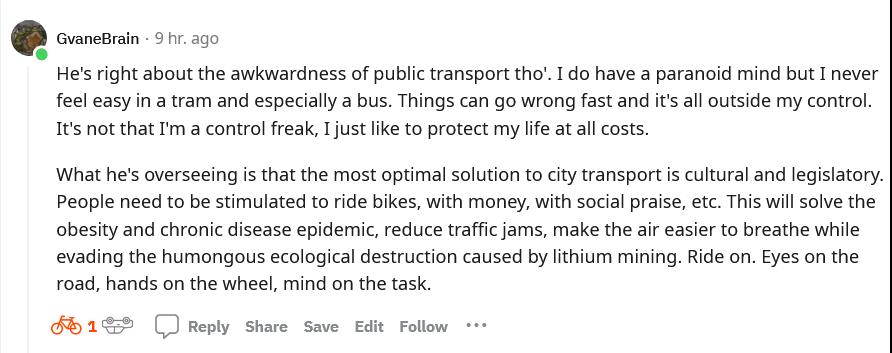 GvaneBrain · 9 hr. ago
He's right about the awkwardness of public transport tho'. I do have a paranoid mind but I never
feel easy in a tram and especially a bus. Things can go wrong fast and it's all outside my control.
It's not that I'm a control freak, I just like to protect my life at all costs.
What he's overseeing is that the most optimal solution to city transport is cultural and legislatory.
People need to be stimulated to ride bikes, with money, with social praise, etc. This will solve the
obesity and chronic disease epidemic, reduce traffic jams, make the air easier to breathe while
evading the humongous ecological destruction caused by lithium mining. Ride on. Eyes on the
road, hands on the wheel, mind on the task.
1 Reply Share Save Edit Follow •••